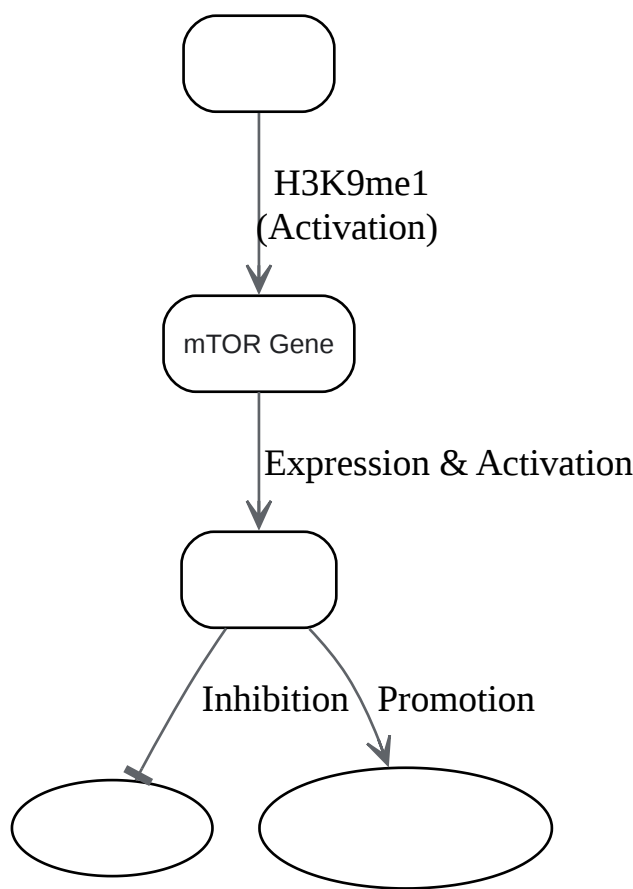 H3K9me1
(Activation)
mTOR Gene
Expression & Activation
Inhibition
Promotion